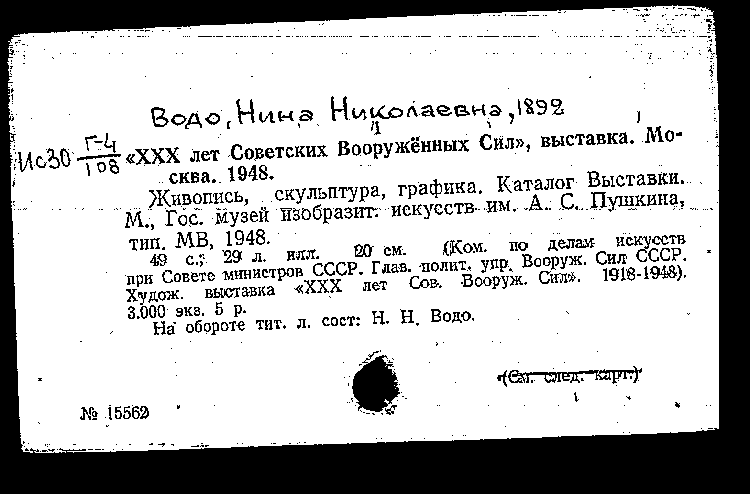 Водо, Нина Николаевна, 1892
Ис30 Г-4/108
«XXX лет Советских Вооружённых Сил», выставка. Мо-
сква. 1948.
Живопись, скульптура, графика. Каталог Выставки.
М., Гос. музей изобразит. искусств им. А. С. Пушкина,
тип. МВ, 1948.
49 с.; 29 л. илл. 20 см. (Ком. по делам искусств
при Совете министров СССР. Глав. полит. упр. Вооруж. Сил СССР.
Худож. выставка «XXX лет Сов. Вооруж. Сил». 1918-1948).
3.000 экз. 5 р.
На обороте тит. л. сост: Н. Н. Водо.
(См. след. карт.)
№ 15562